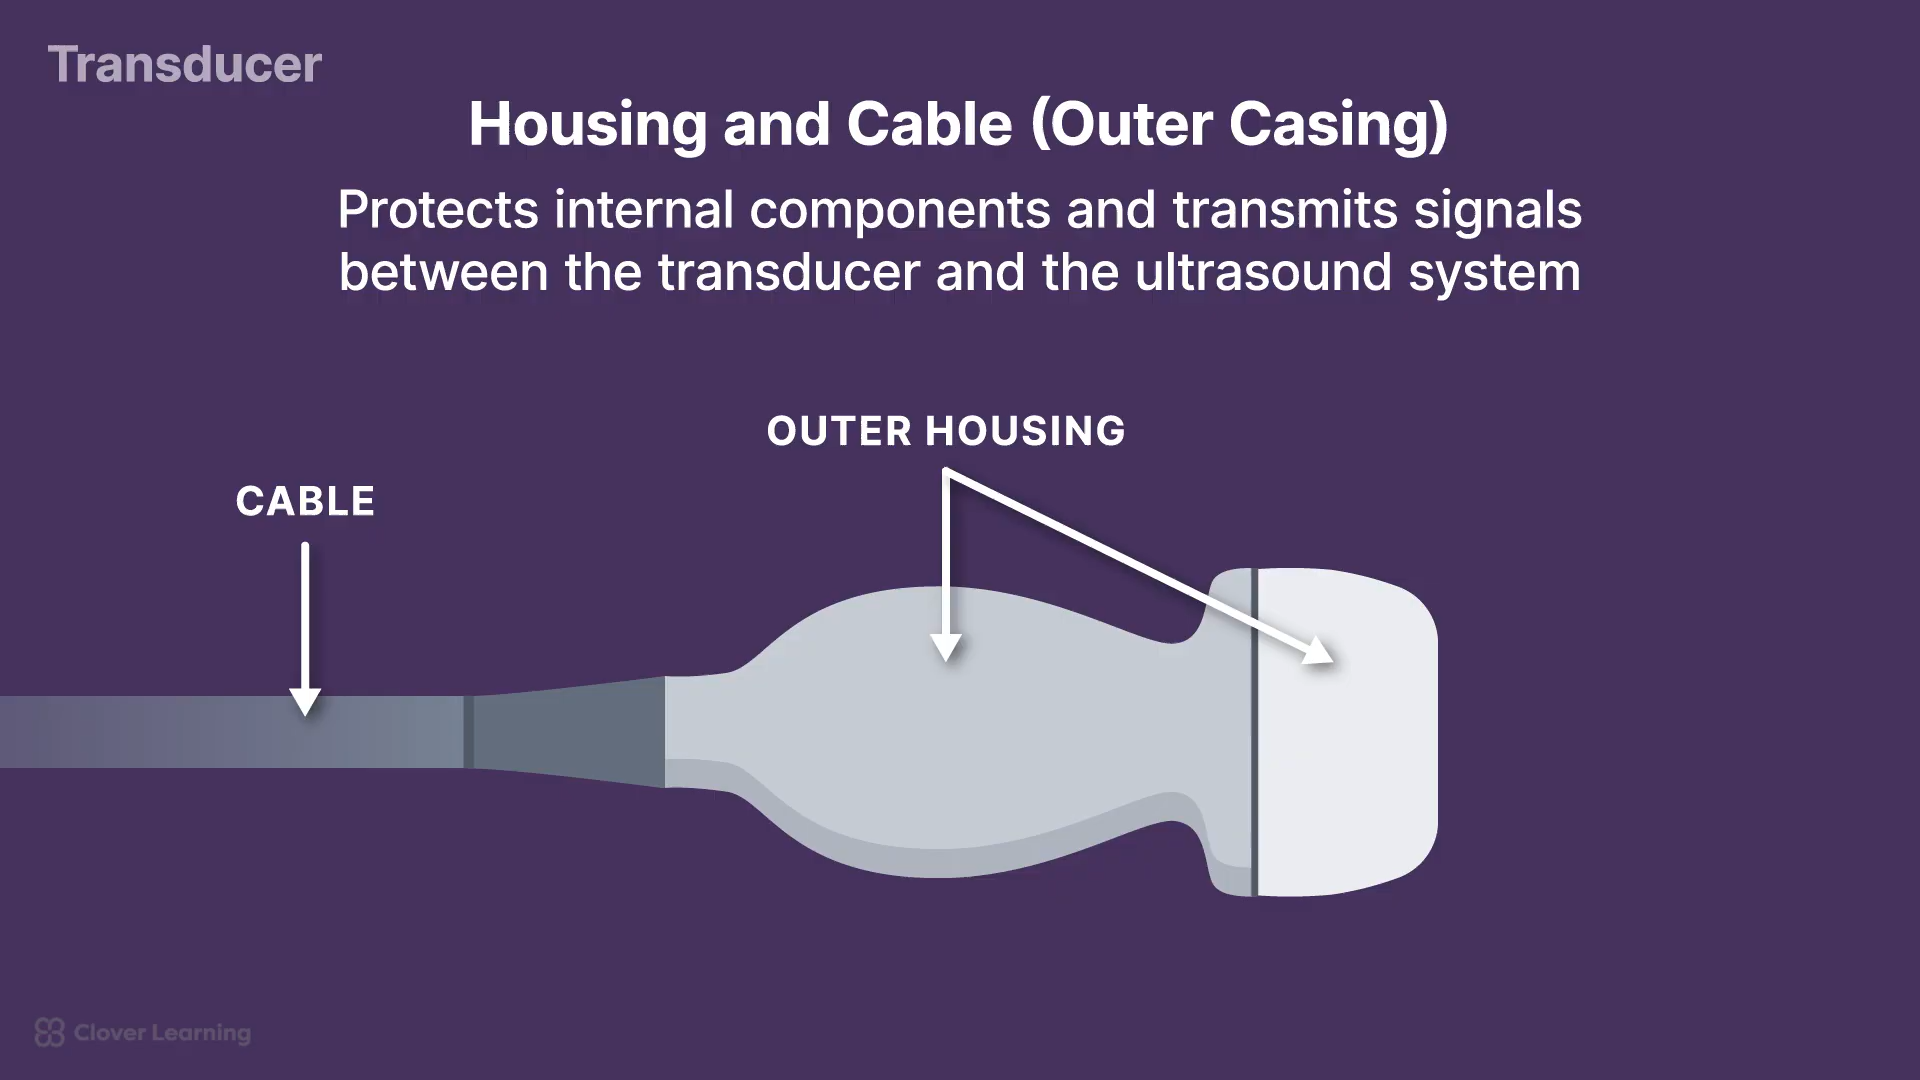 Transducer
Housing and Cable (Outer Casing)
Protects internal components and transmits signals
between the transducer and the ultrasound system
OUTER HOUSING
CABLE
Clover Learning